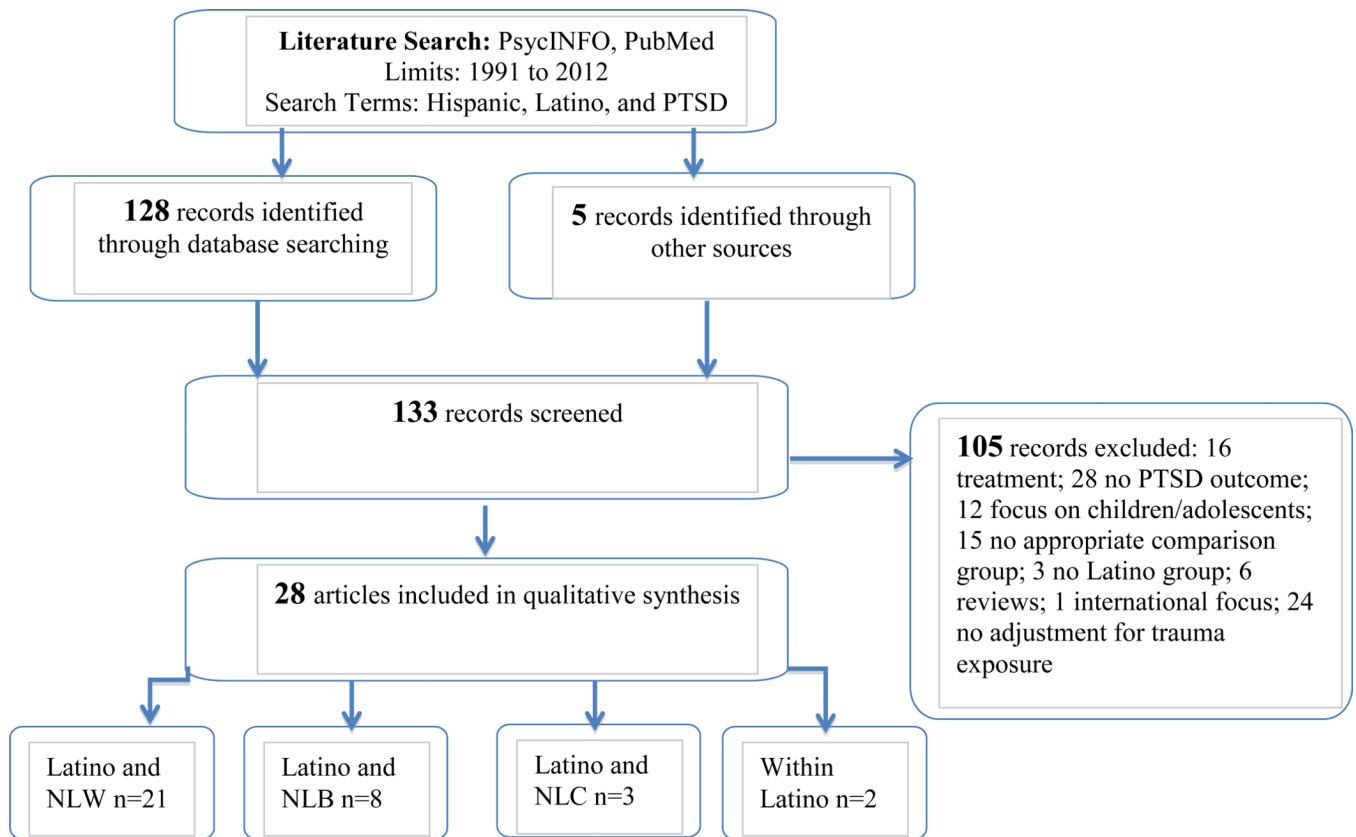 Literature Search: PsycINFO, PubMed
Limits: 1991 to 2012
Search Terms: Hispanic, Latino, and PTSD
128 records identified
through database searching
5 records identified through
other sources
133 records screened
105 records excluded: 16
treatment; 28 no PTSD outcome;
12 focus on children/adolescents;
15 no appropriate comparison
group; 3 no Latino group; 6
reviews; 1 international focus; 24
no adjustment for trauma
exposure
28 articles included in qualitative synthesis
Latino and
NLW n=21
Latino and
NLB n=8
Latino and
NLC n=3
Within
Latino n=2